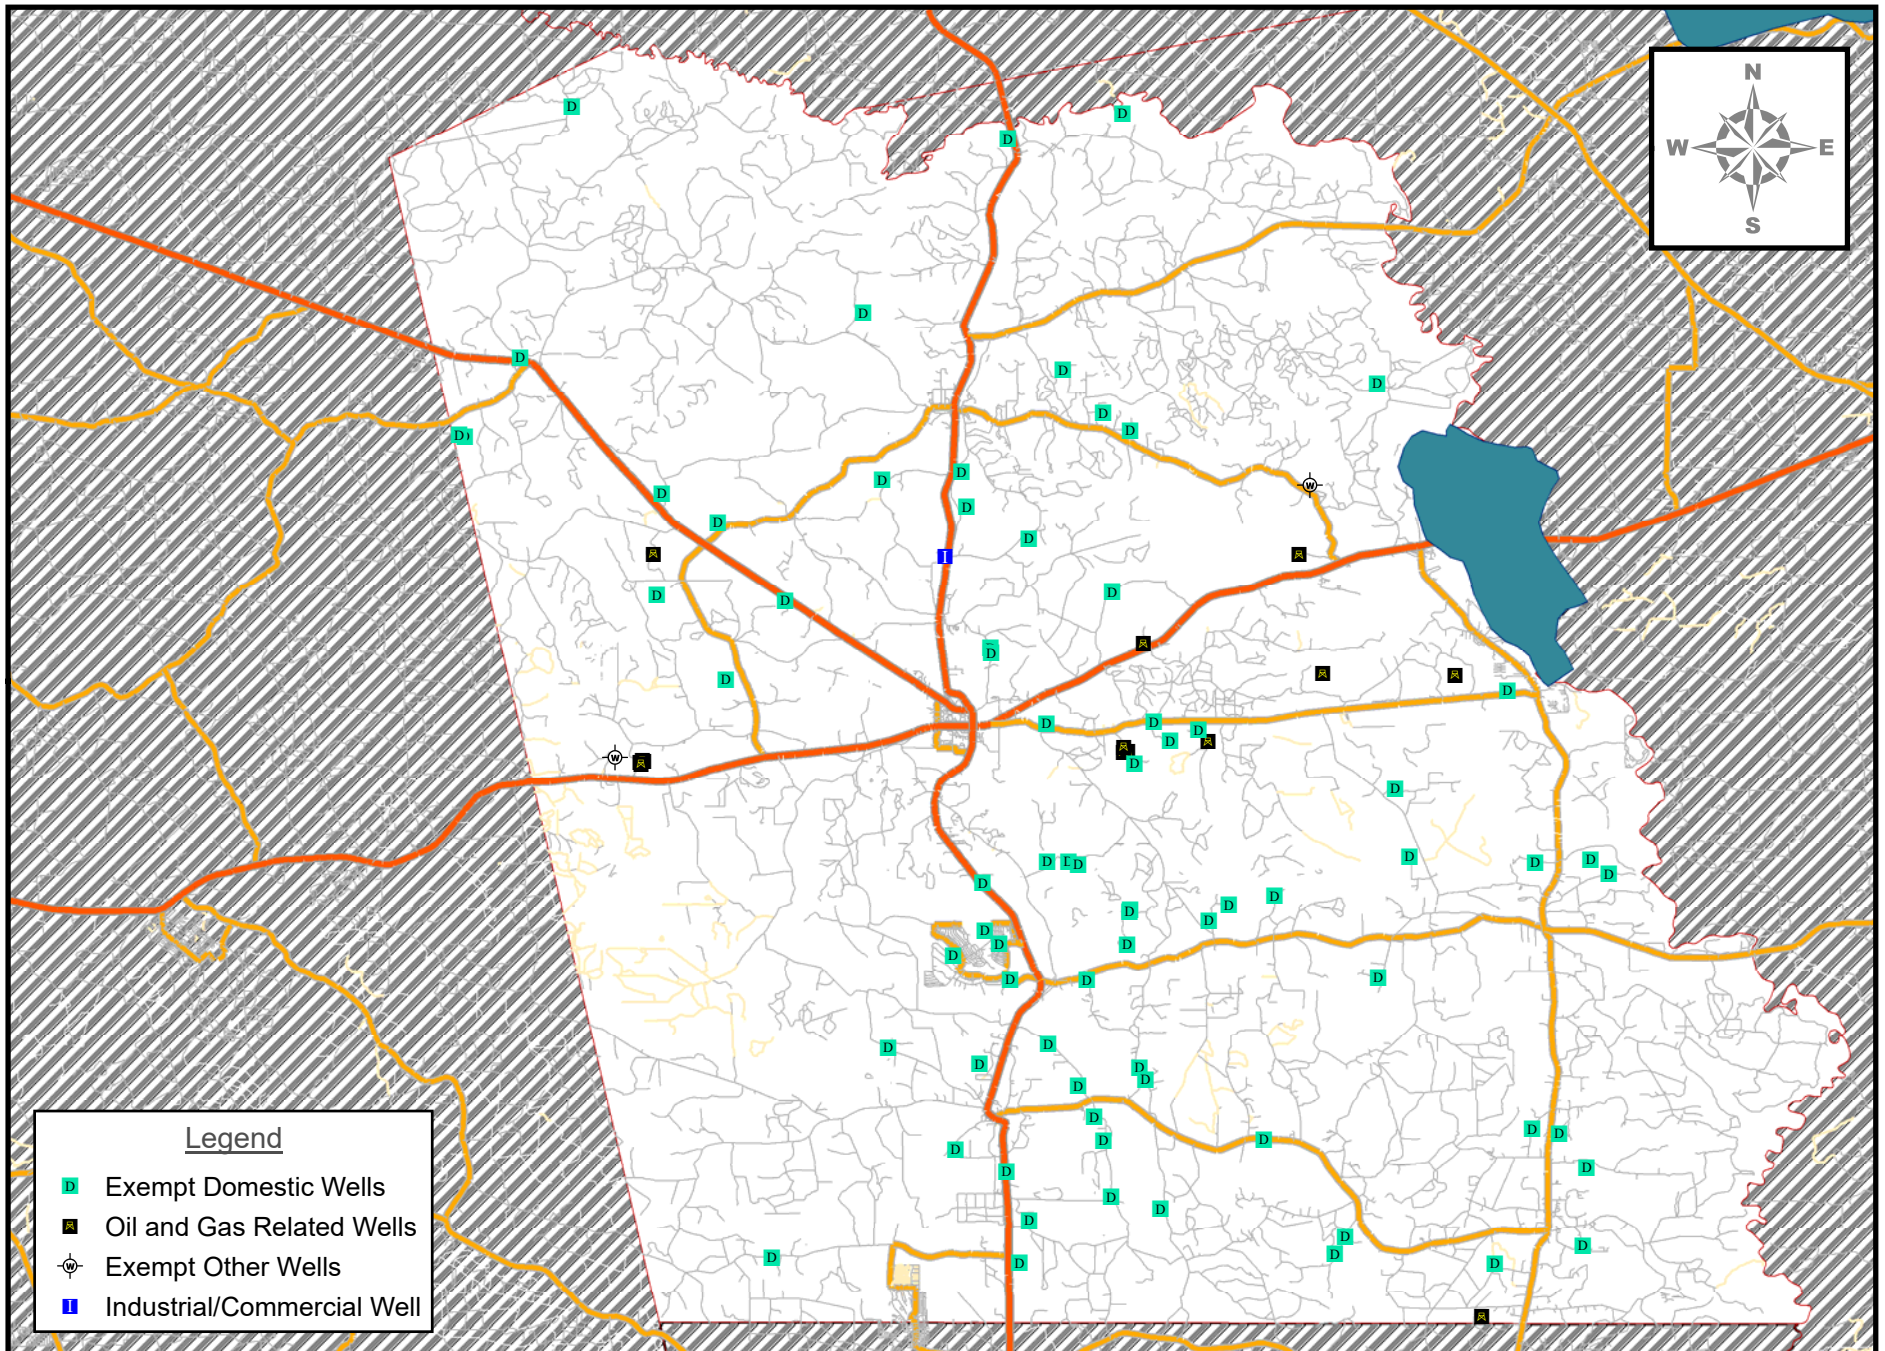 N
W E
S
Legend
D Exempt Domestic Wells
Oil and Gas Related Wells
W Exempt Other Wells
I Industrial/Commercial Well